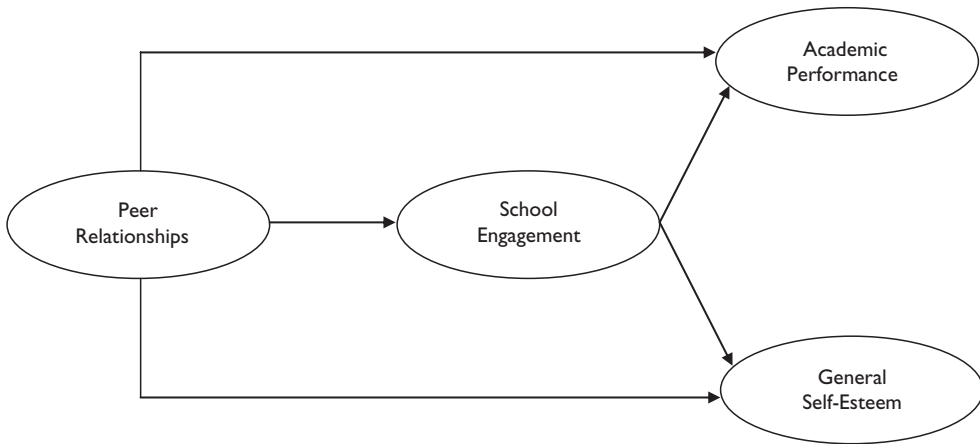 Academic
Performance
Peer
Relationships
School
Engagement
General
Self-Esteem